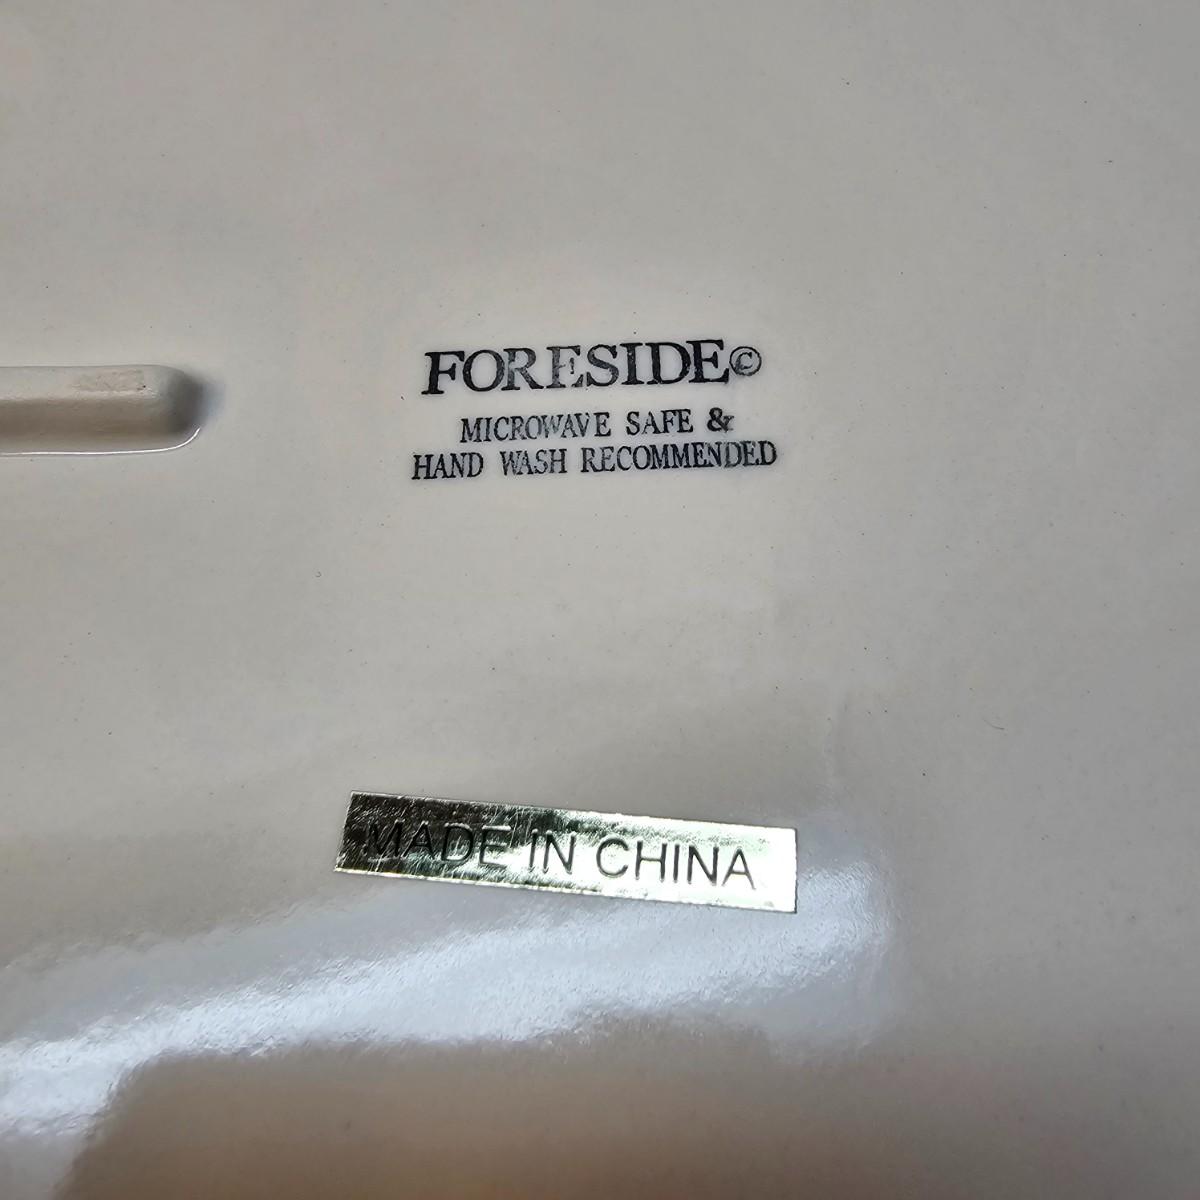 FORESIDE©
MICROWAVE SAFE &
HAND WASH RECOMMENDED
MADE IN CHINA